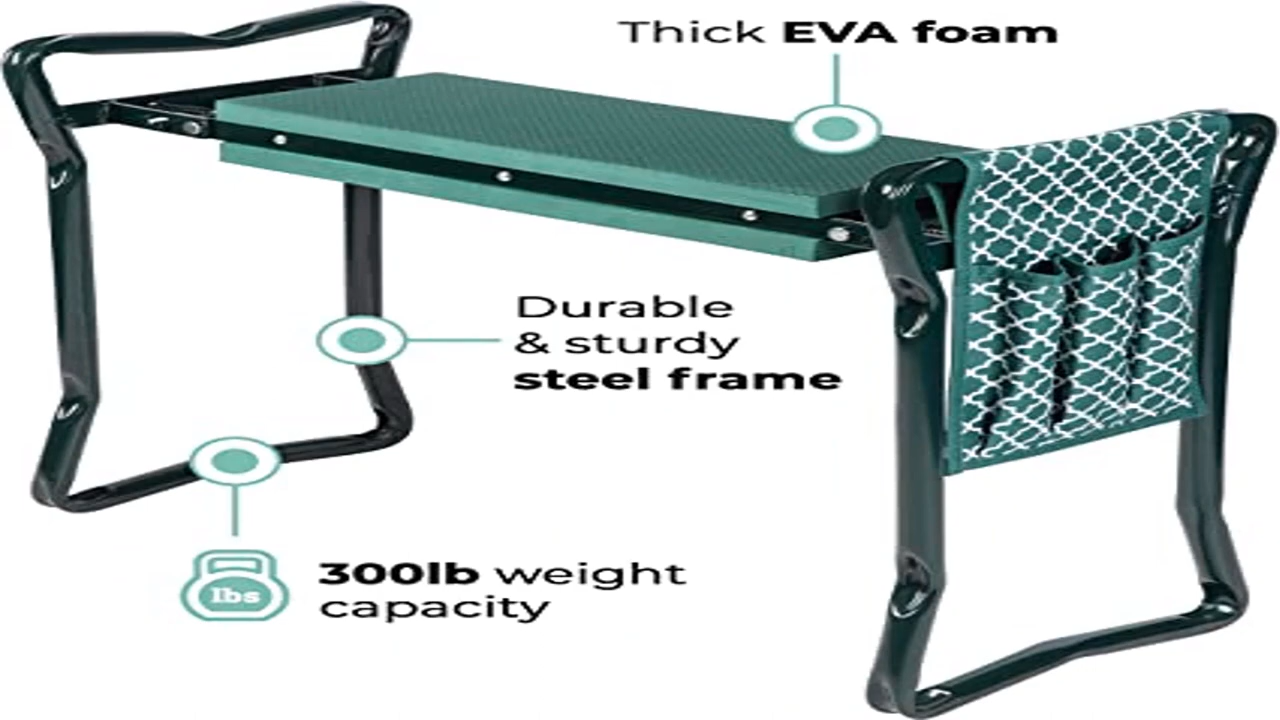 Thick EVA foam
Durable
& sturdy
steel frame
lbs
300lb weight
capacity